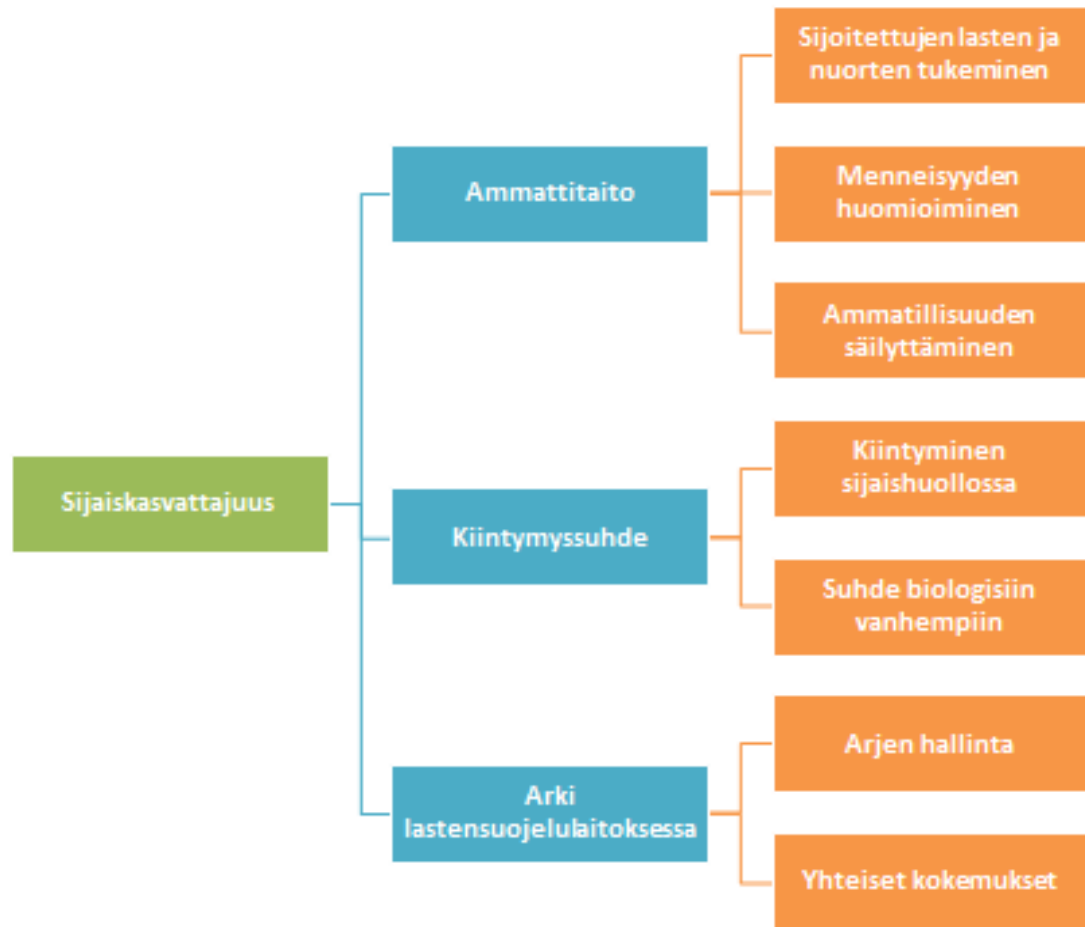 Sijaiskasvattajuus
Ammattitaito
Sijoitettujen lasten ja
nuorten tukeminen
Menneisyyden
huomioiminen
Ammatillisuuden
säilyttäminen
Kiintymyssuhde
Kiintyminen
sijaishuollossa
Suhde biologisiin
vanhempiin
Arki
lastensuojelulaitoksessa
Arjen hallinta
Yhteiset kokemukset